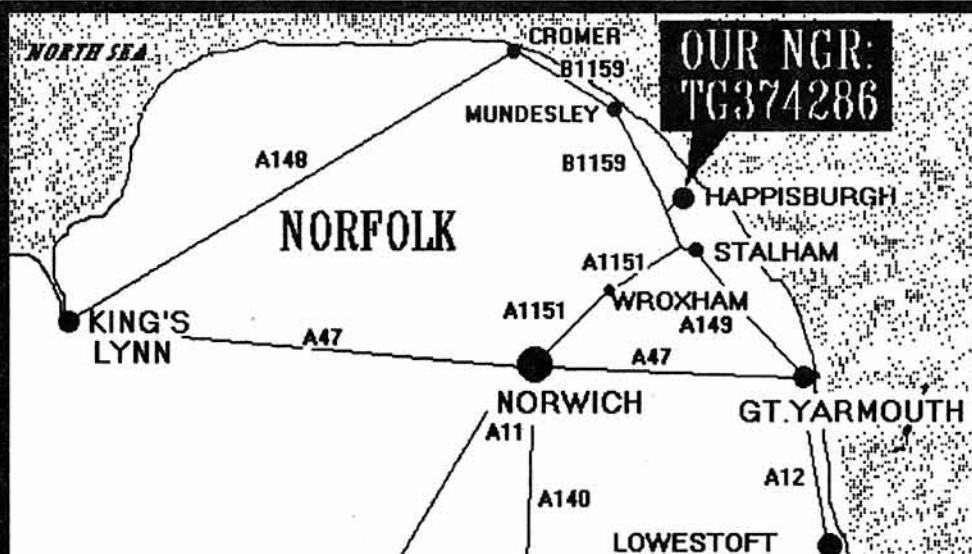 NORTH SEA
CROMER
B1159
OUR NGR:
TG374286
MUNDESLEY
A148
B1159
HAPPISBURGH
NORFOLK
STALHAM
A1151
WROXHAM
A1151
A149
KING'S
LYNN
A47
A47
NORWICH
GT.YARMOUTH
A11
A12
A140
LOWESTOFT